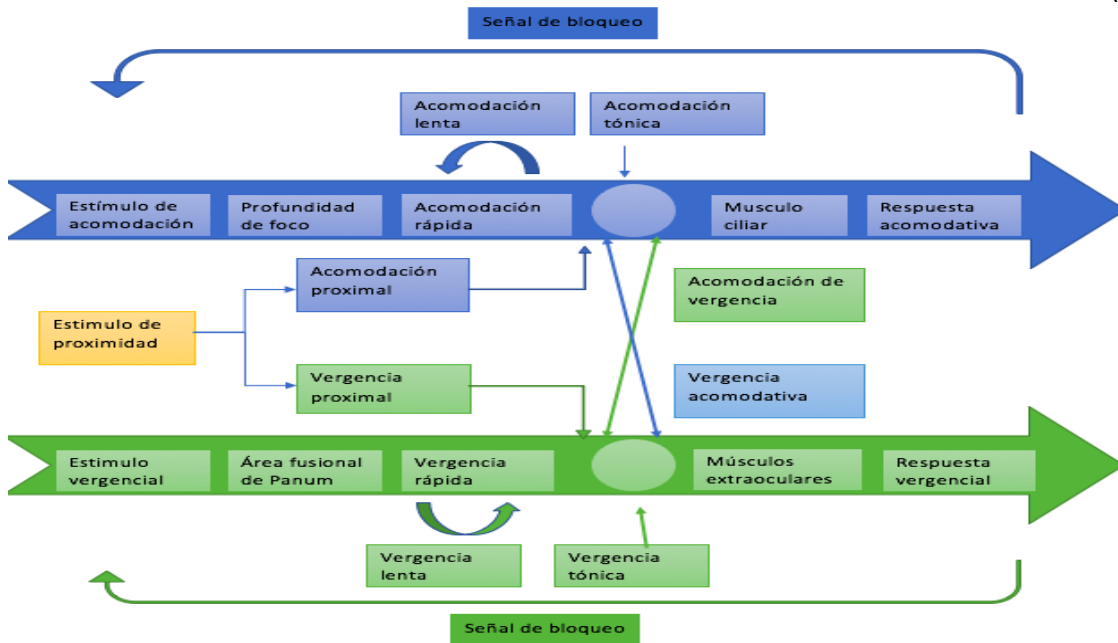 Señal de bloqueo
Acomodación
lenta
Acomodación
tónica
Estímulo de
acomodación
Profundidad
de foco
Acomodación
rápida
Musculo
ciliar
Respuesta
acomodativa
Acomodación
proximal
Acomodación de
vergencia
Estimulo de
proximidad
Vergencia
proximal
Vergencia
acomodativa
Estimulo
vergencial
Área fusional
de Panum
Vergencia
rápida
Músculos
extraoculares
Respuesta
vergencial
Vergencia
lenta
Vergencia
tónica
Señal de bloqueo